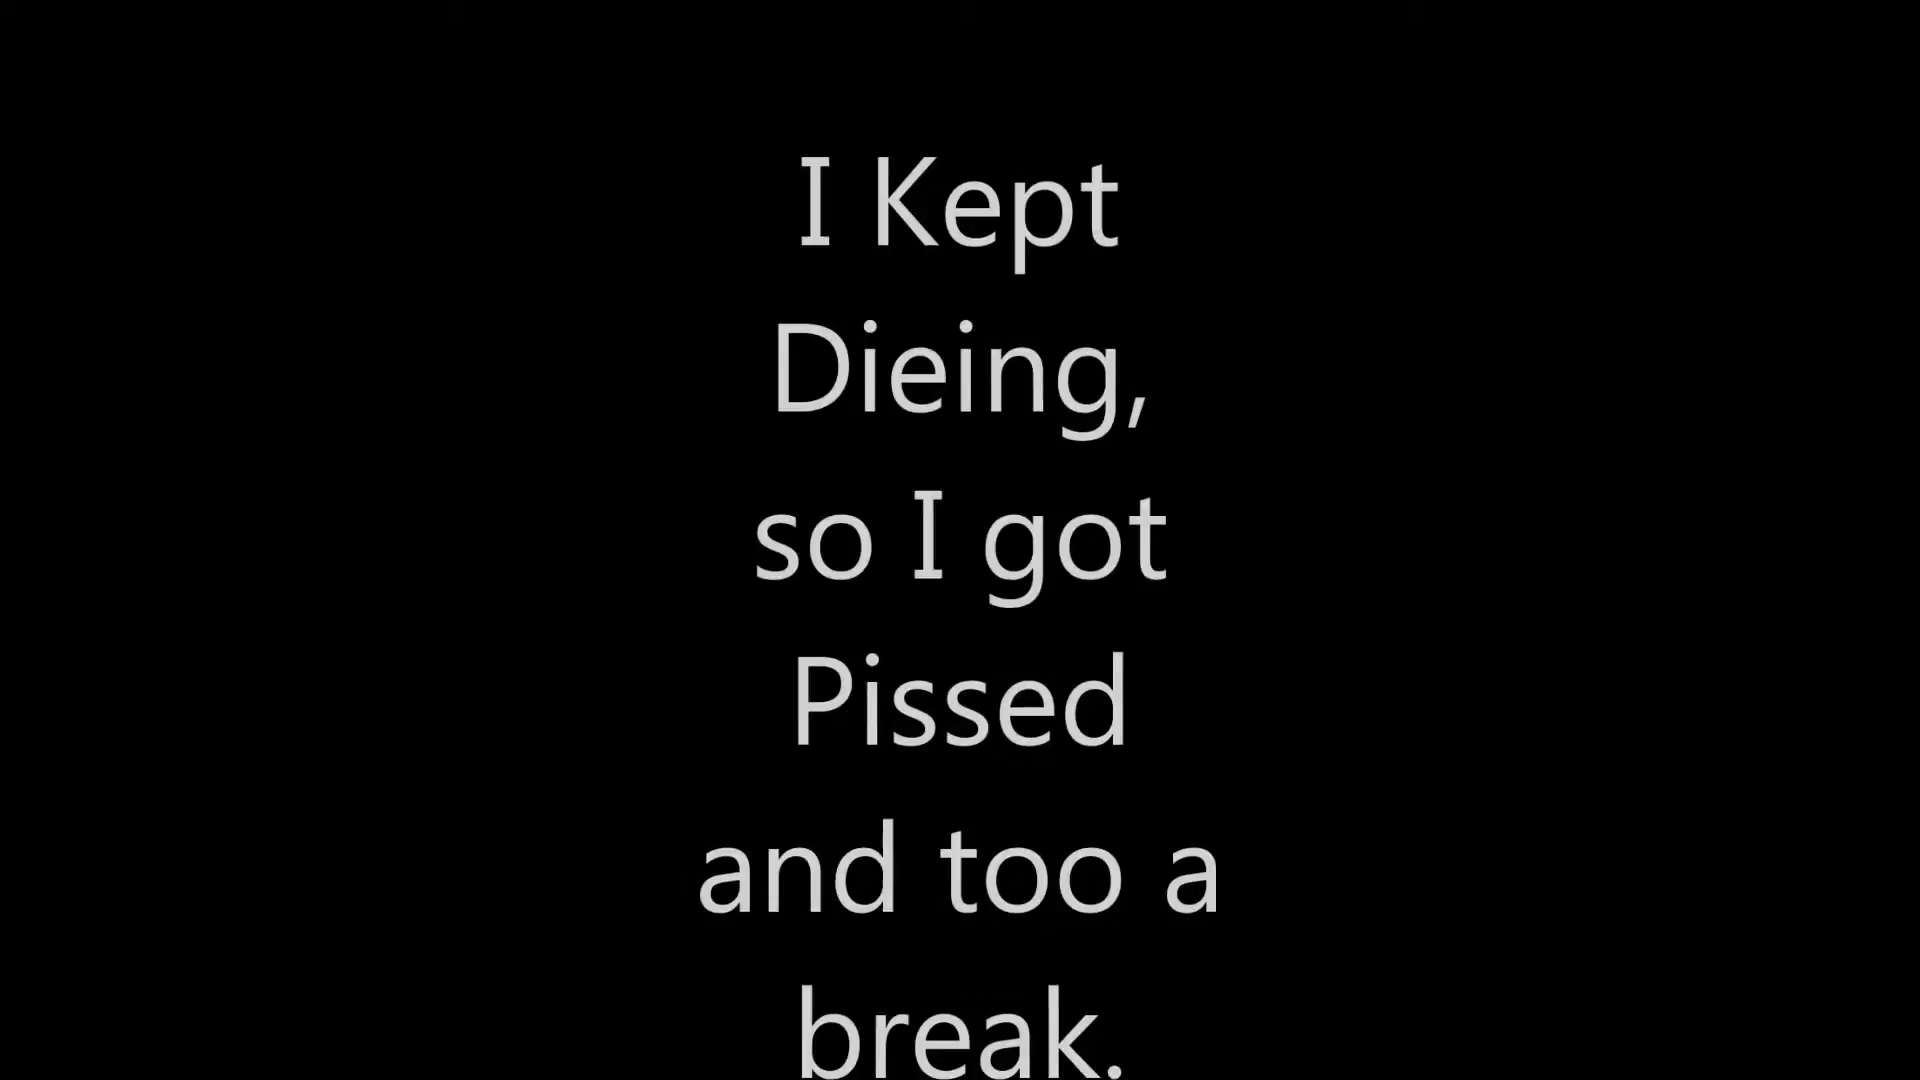 I Kept
Dieing,
so I got
Pissed
and too a
break.